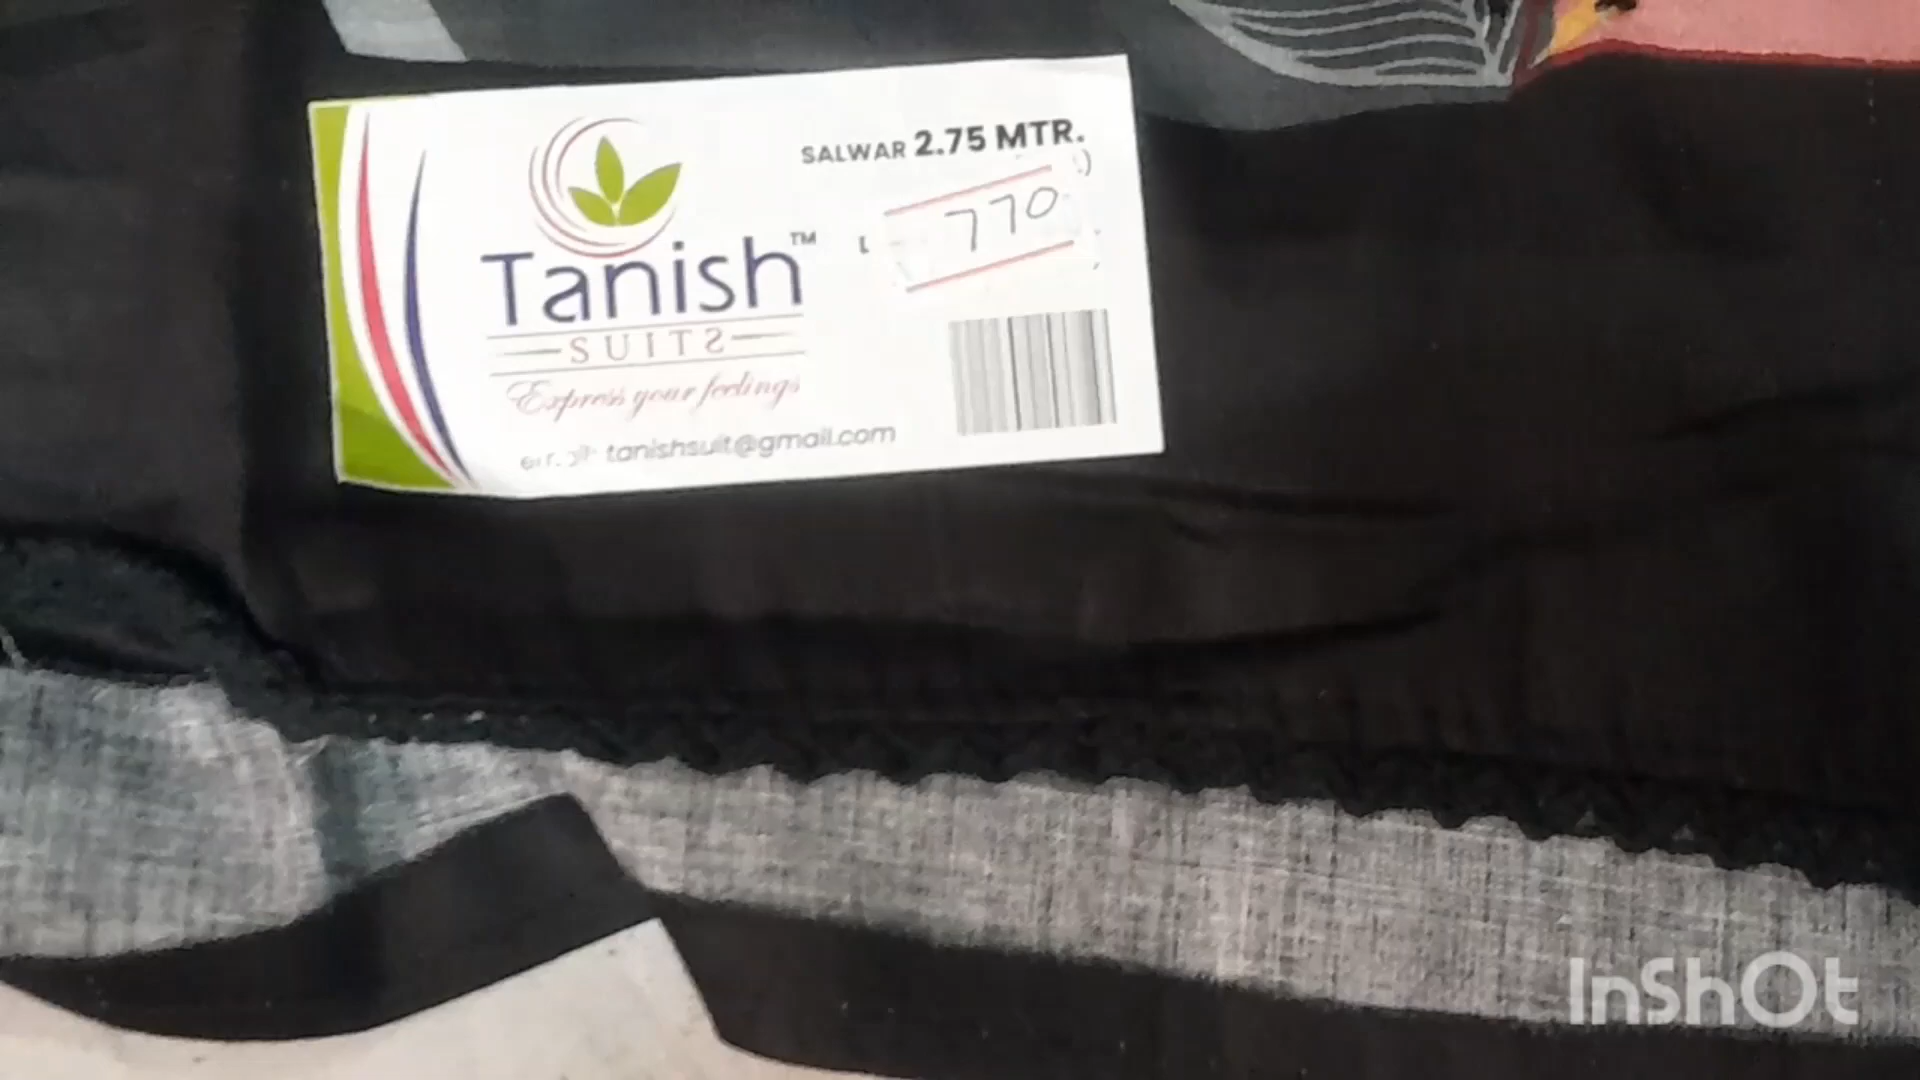 SALWAR 2.75 MTR.
770
Tanish™
SUITS
Express your feelings
tanishsuit@gmail.com
InShOt